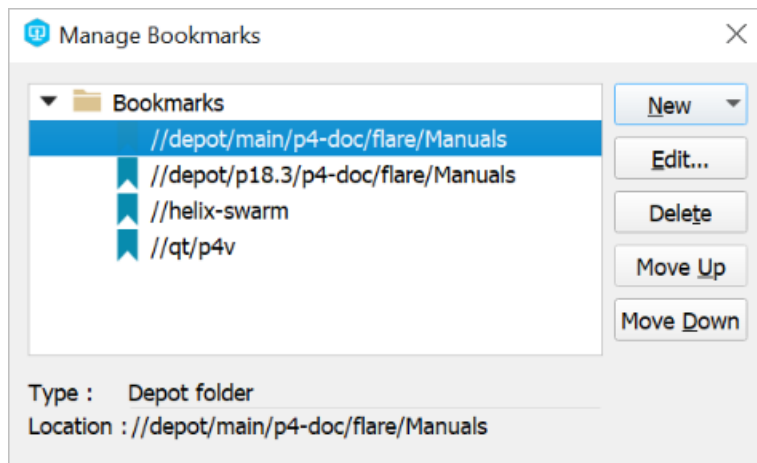 Manage Bookmarks
Bookmarks
//depot/main/p4-doc/flare/Manuals
//depot/p18.3/p4-doc/flare/Manuals
//helix-swarm
//qt/p4v
New
Edit...
Delete
Move Up
Move Down
Type : Depot folder
Location ://depot/main/p4-doc/flare/Manuals